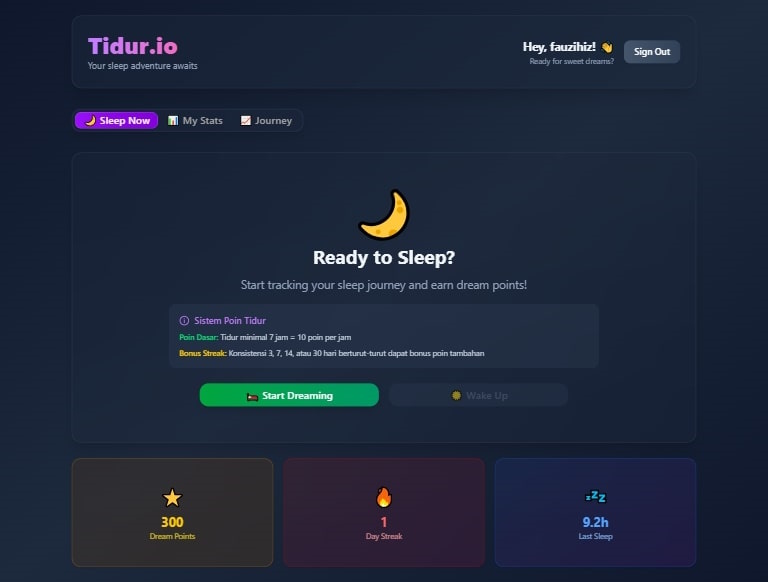 Tidur.io
Your sleep adventure awaits
Hey, fauzihiz! 👋
Ready for sweet dreams?
Sign Out
🌙 Sleep Now
📊 My Stats
📈 Journey
Ready to Sleep?
Start tracking your sleep journey and earn dream points!
Sistem Poin Tidur
Poin Dasar: Tidur minimal 7 jam = 10 poin per jam
Bonus Streak: Konsistensi 3, 7, 14, atau 30 hari berturut-turut dapat bonus poin tambahan
🛏️ Start Dreaming
☀️ Wake Up
300
Dream Points
1
Day Streak
9.2h
Last Sleep